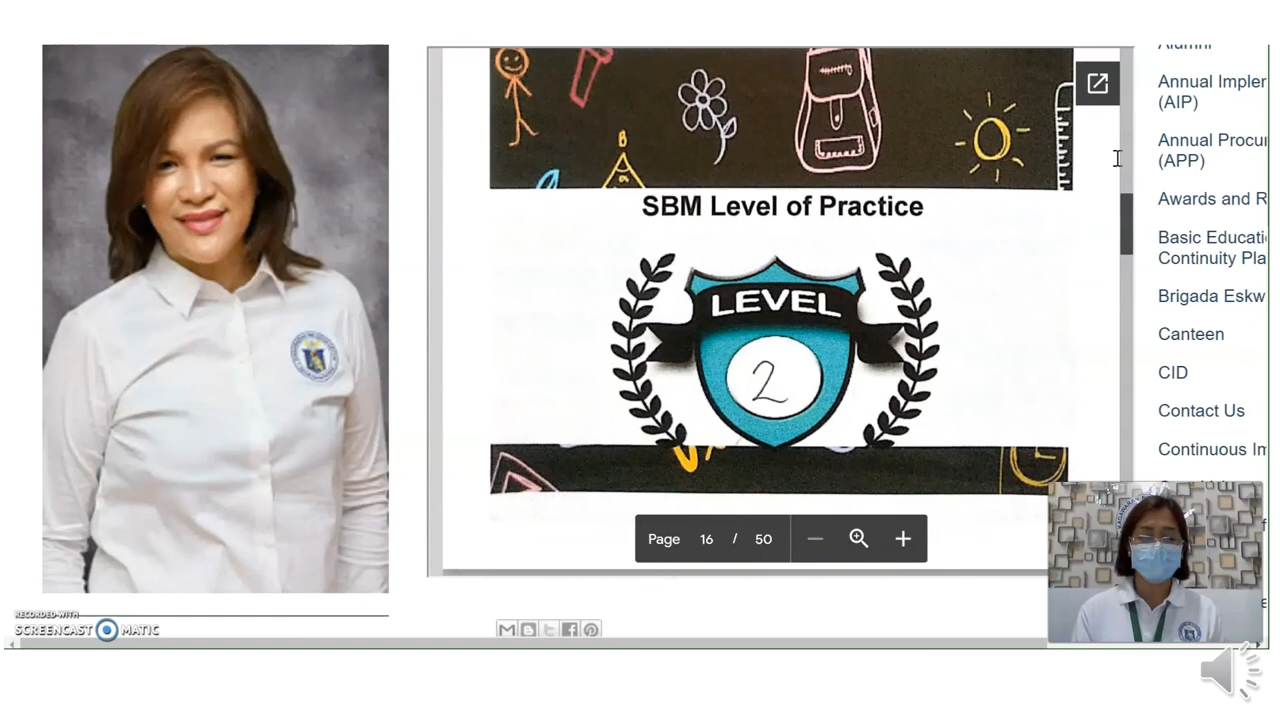 SBM Level of Practice
LEVEL
2
B
α
Page 16 / 50
Annual Impler
(AIP)
Annual Procu
(APP)
Awards and R
Basic Educati
Continuity Pla
Brigada Eskw
Canteen
CID
Contact Us
Continuous Im
RECORDED WITH
SCREENCAST MATIC